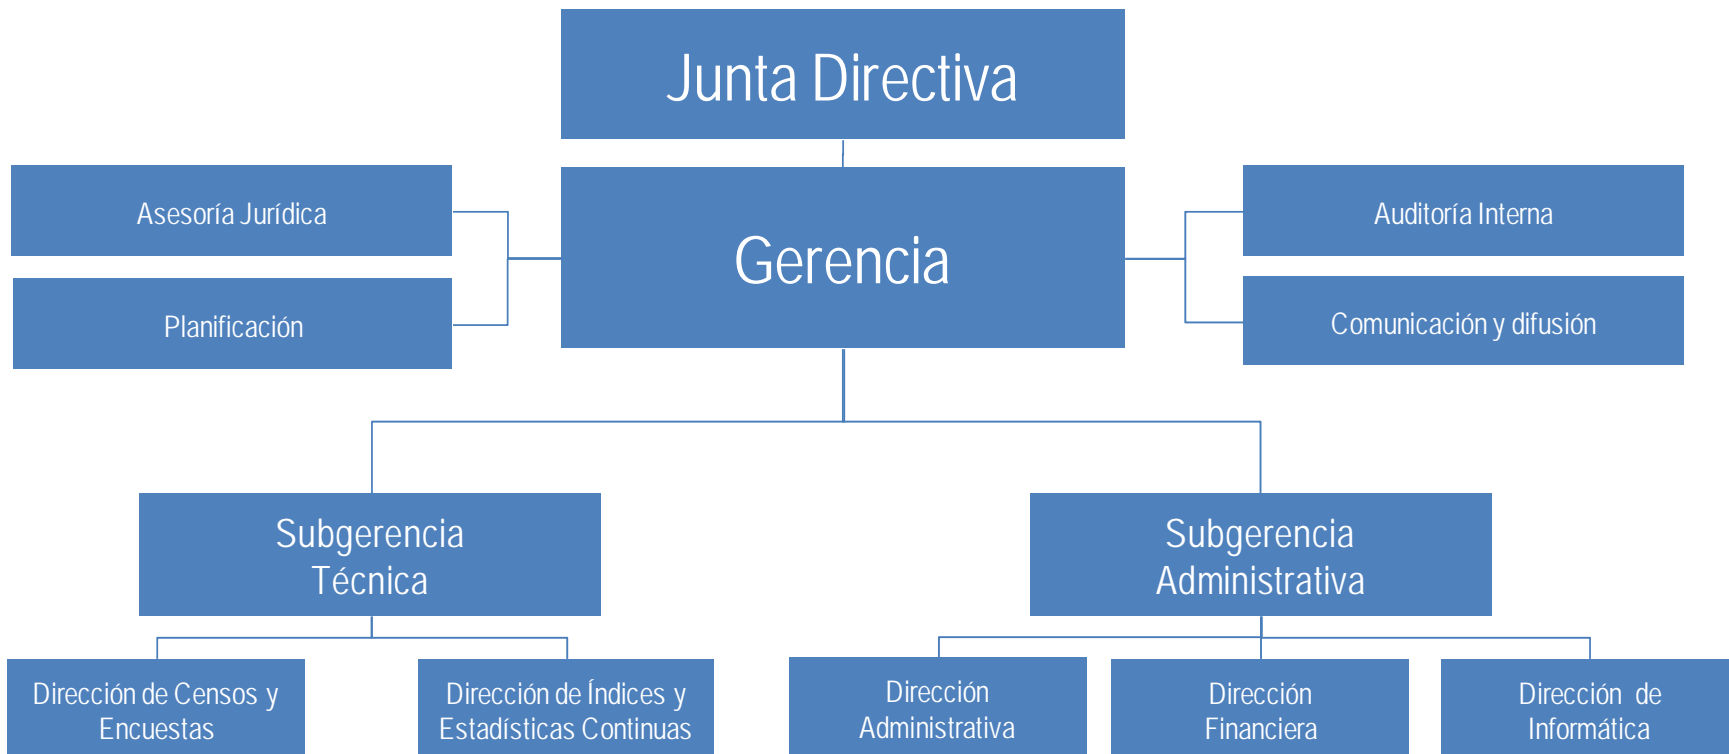 Junta Directiva
Asesoría Jurídica
Gerencia
Auditoría Interna
Planificación
Comunicación y difusión
Subgerencia
Técnica
Subgerencia
Administrativa
Dirección de Censos y
Encuestas
Dirección de Índices y
Estadísticas Continuas
Dirección
Administrativa
Dirección
Financiera
Dirección de
Informática